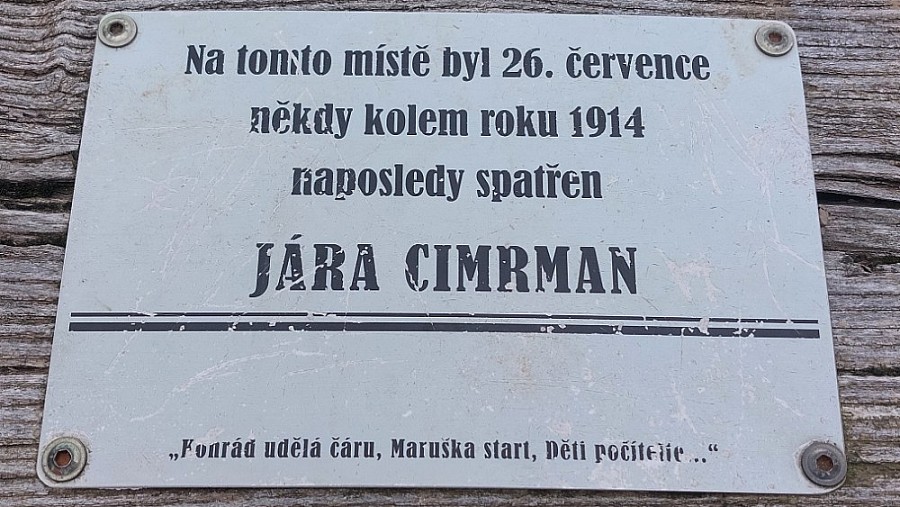 Na tomto místě byl 26. července
někdy kolem roku 1914
naposledy spatřen
JÁRA CIMRMAN
„Konrád udělá čáru, Maruška start, Děti počítejte..“